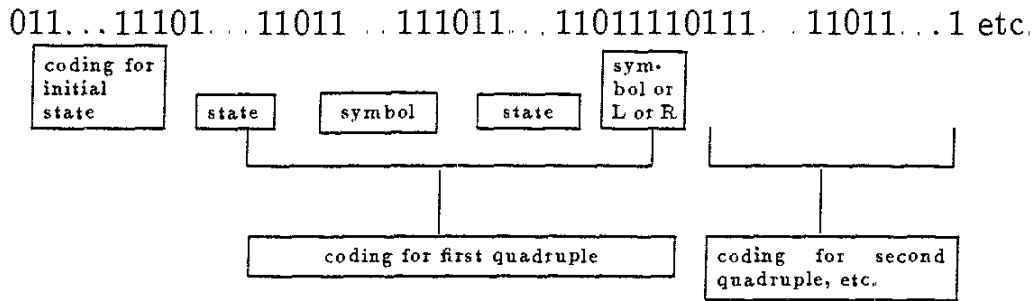 011...11101...11011...111011...11011110111...11011...1 etc.
coding for
initial
state
state
symbol
state
sym-
bol or
L or R
coding for first quadruple
coding for second
quadruple, etc.